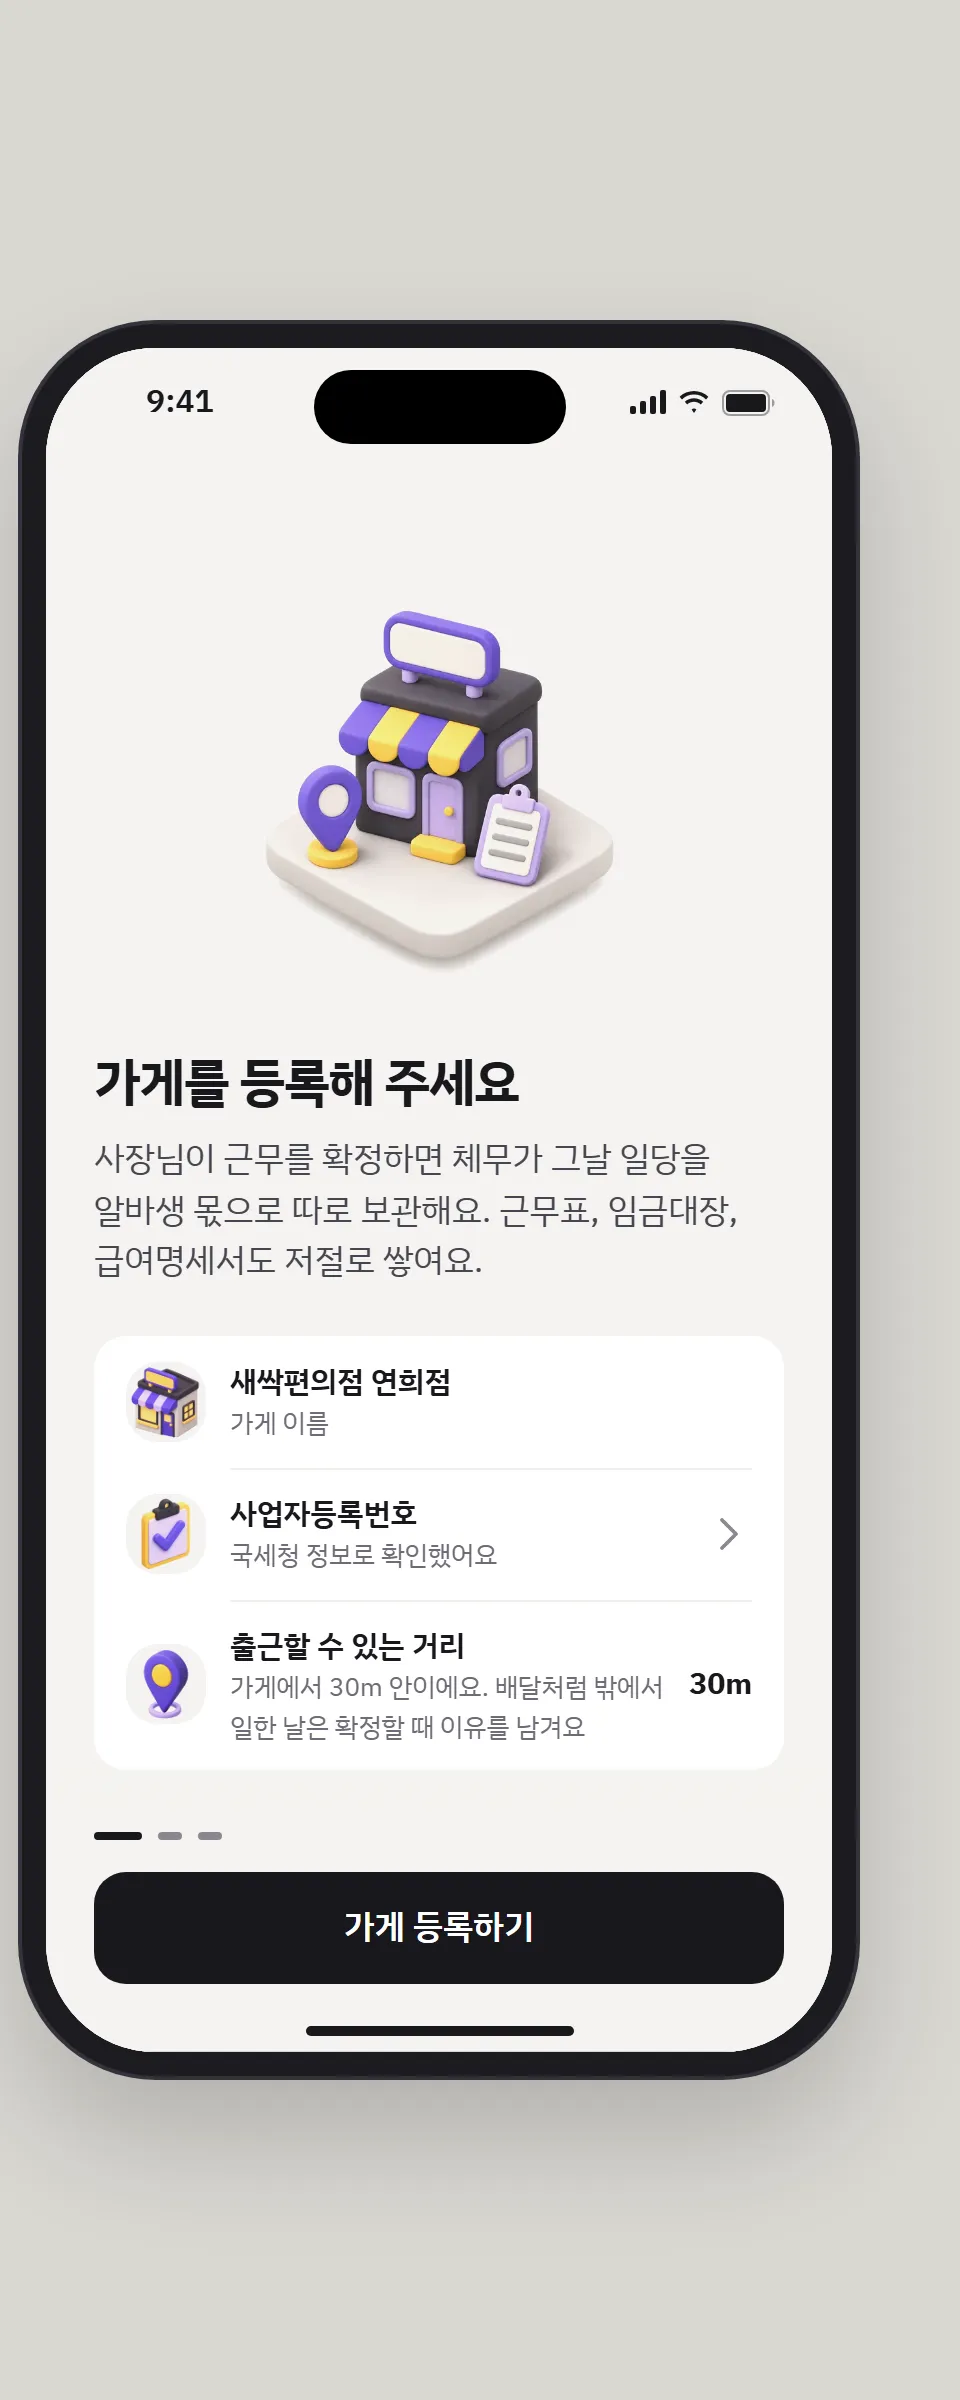 9:41
가게를 등록해 주세요
사장님이 근무를 확정하면 체무가 그날 일당을
알바생 몫으로 따로 보관해요. 근무표, 임금대장,
급여명세서도 저절로 쌓여요.
새싹편의점 연희점
가게 이름
사업자등록번호
국세청 정보로 확인했어요
출근할 수 있는 거리
가게에서 30m 안이에요. 배달처럼 밖에서
일한 날은 확정할 때 이유를 남겨요
30m
가게 등록하기